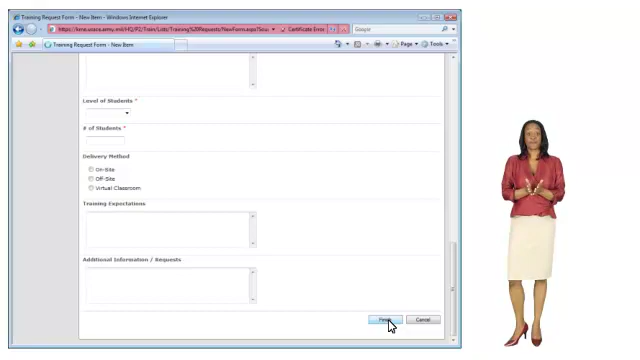 Training Request Form - New Item - Windows Internet Explorer
Certificate Error
Google
Training Request Form - New Item
Page
Tools
Level of Students *
# of Students *
Delivery Method
On-Site
Off-Site
Virtual Classroom
Training Expectations
Additional Information / Requests
Cancel